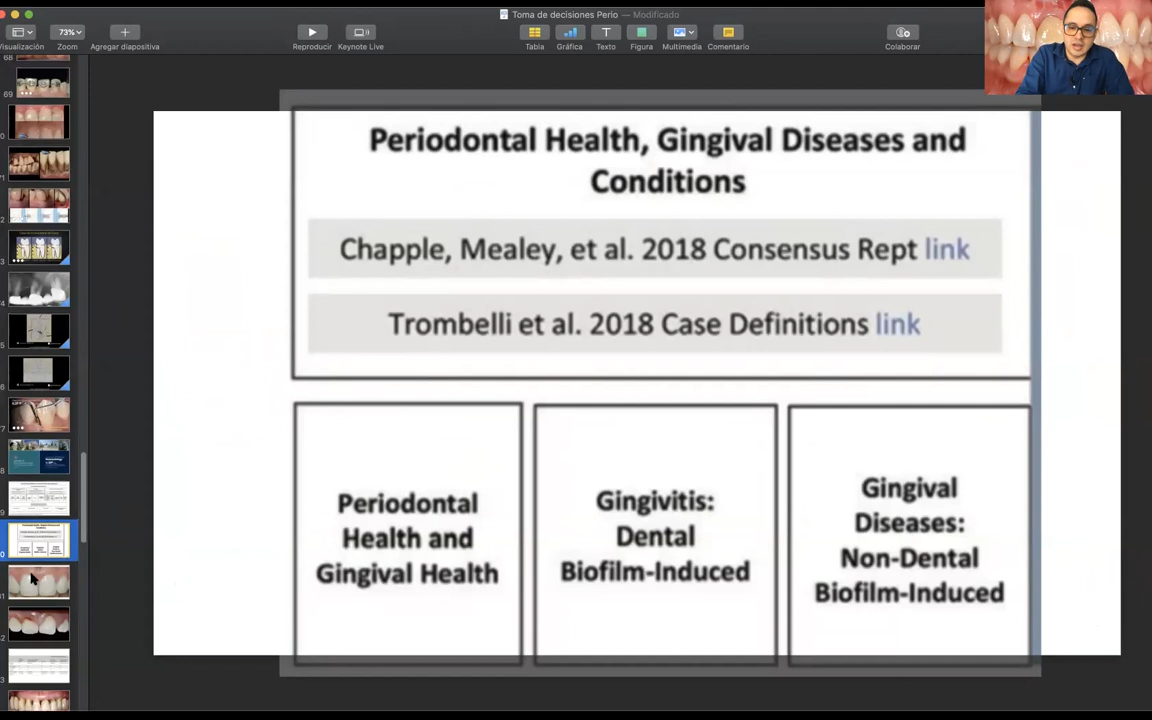 Toma de decisiones Perio — Modificado
73%
Visualización
Zoom
Agregar diapositiva
Reproducir
Keynote Live
Tabla
Gráfica
Texto
Figura
Multimedia
Comentario
Colaborar
68
69
Periodontal Health, Gingival Diseases and
Conditions
Chapple, Mealey, et al. 2018 Consensus Rept link
Trombelli et al. 2018 Case Definitions link
Periodontal
Health and
Gingival Health
Gingivitis:
Dental
Biofilm-Induced
Gingival
Diseases:
Non-Dental
Biofilm-Induced